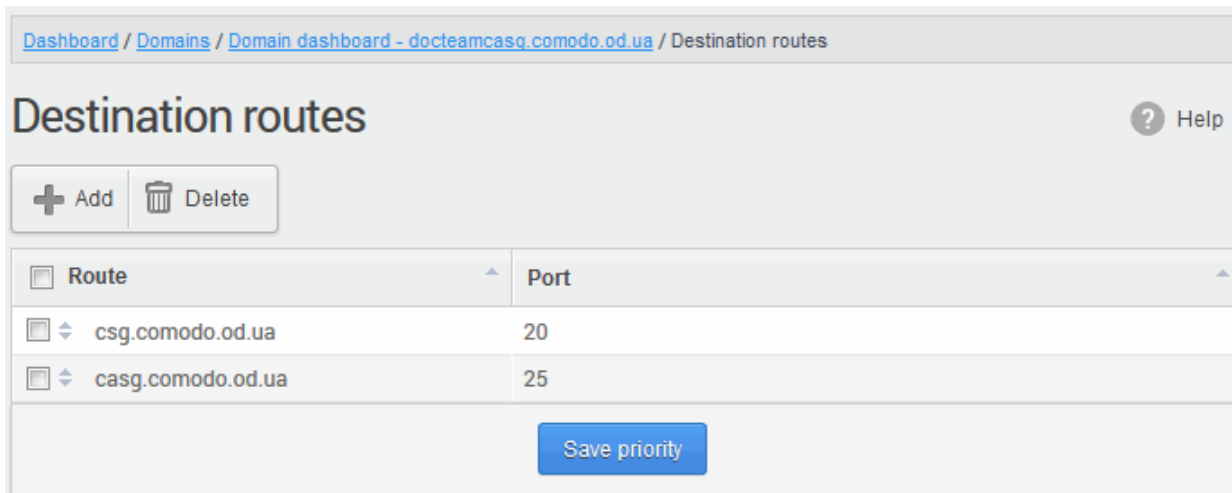 Dashboard / Domains / Domain dashboard - docteamcasg.comodo.od.ua / Destination routes
Destination routes
? Help
Add Delete
Route Port
csg.comodo.od.ua 20
casg.comodo.od.ua 25
Save priority